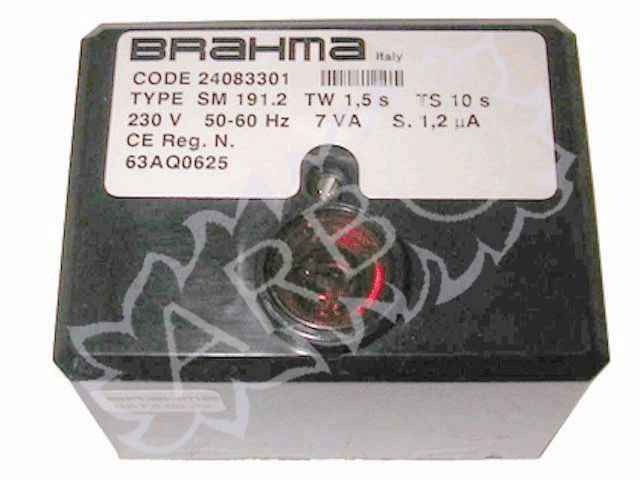 BRAHMA Italy
CODE 24083301
TYPE SM 191.2 TW 1,5 s TS 10 s
230 V 50-60 Hz 7 VA S. 1,2 µA
CE Reg. N.
63AQ0625
ARBO